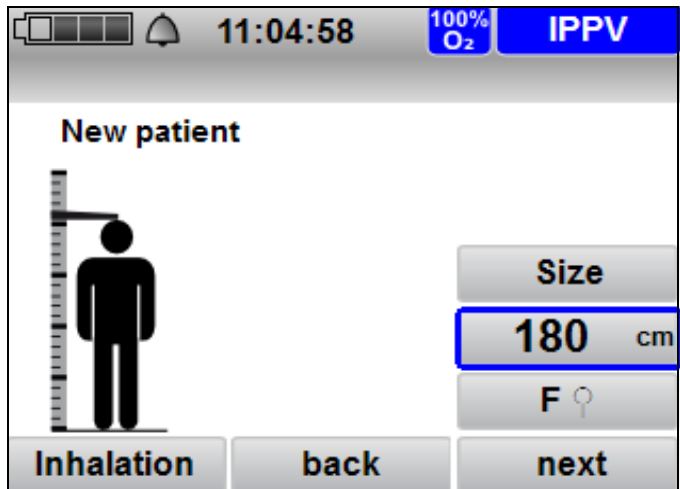 11:04:58
100%
O₂
IPPV
New patient
Size
180 cm
F
Inhalation back next